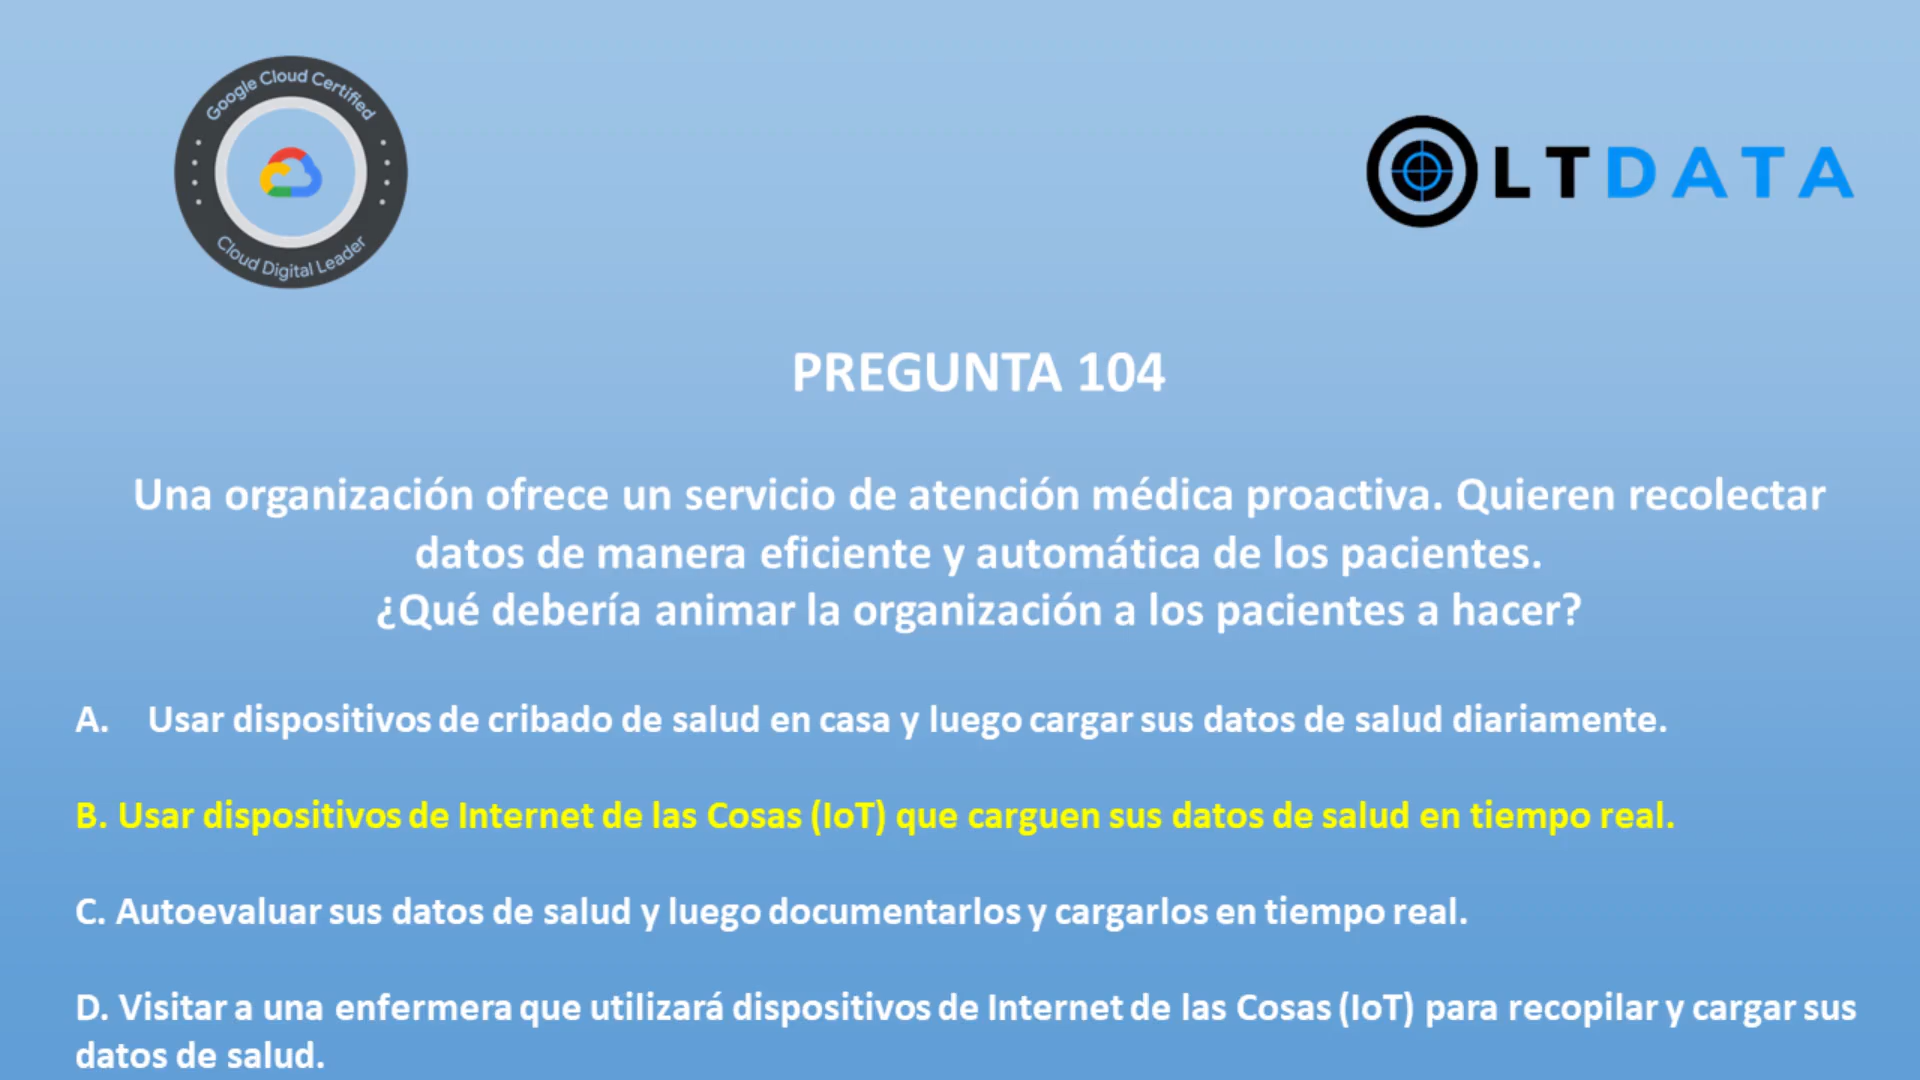 Google Cloud Certified
Cloud Digital Leader
LTDATA
PREGUNTA 104
Una organización ofrece un servicio de atención médica proactiva. Quieren recolectar
datos de manera eficiente y automática de los pacientes.
¿Qué debería animar la organización a los pacientes a hacer?
A. Usar dispositivos de cribado de salud en casa y luego cargar sus datos de salud diariamente.
B. Usar dispositivos de Internet de las Cosas (IoT) que carguen sus datos de salud en tiempo real.
C. Autoevaluar sus datos de salud y luego documentarlos y cargarlos en tiempo real.
D. Visitar a una enfermera que utilizará dispositivos de Internet de las Cosas (IoT) para recopilar y cargar sus
datos de salud.